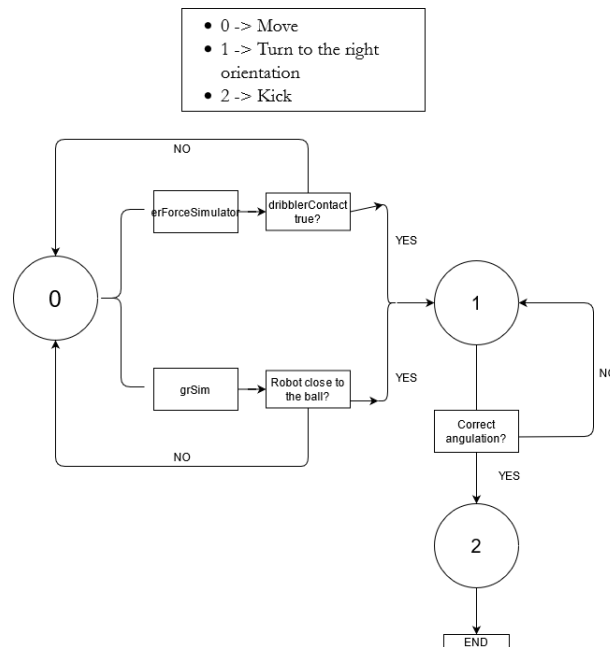 • 0 -> Move
• 1 -> Turn to the right
orientation
• 2 -> Kick
NO
erForceSimulator
dribblerContact
true?
YES
0
1
grSim
Robot close to
the ball?
YES
NO
NO
Correct
angulation?
YES
2
END